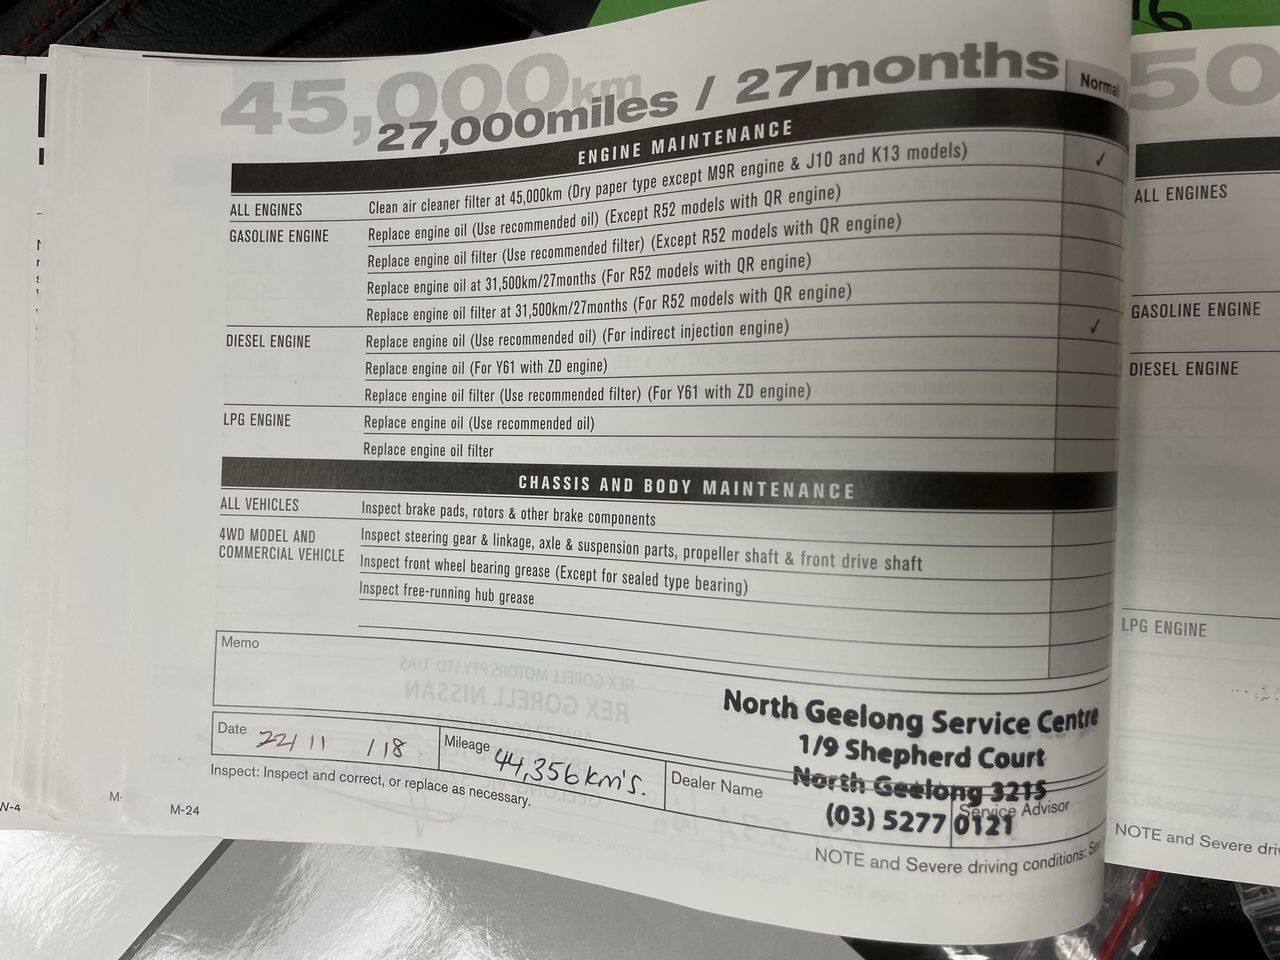 16
45,000km
27,000miles / 27months
Normal
ENGINE MAINTENANCE
ALL ENGINES Clean air cleaner filter at 45,000km (Dry paper type except M9R engine & J10 and K13 models) ✓
GASOLINE ENGINE Replace engine oil (Use recommended oil) (Except R52 models with QR engine)
Replace engine oil filter (Use recommended filter) (Except R52 models with QR engine)
Replace engine oil at 31,500km/27months (For R52 models with QR engine)
Replace engine oil filter at 31,500km/27months (For R52 models with QR engine)
DIESEL ENGINE Replace engine oil (Use recommended oil) (For indirect injection engine) ✓
Replace engine oil (For Y61 with ZD engine)
Replace engine oil filter (Use recommended filter) (For Y61 with ZD engine)
LPG ENGINE Replace engine oil (Use recommended oil)
Replace engine oil filter
CHASSIS AND BODY MAINTENANCE
ALL VEHICLES Inspect brake pads, rotors & other brake components
4WD MODEL AND
COMMERCIAL VEHICLE
Inspect steering gear & linkage, axle & suspension parts, propeller shaft & front drive shaft
Inspect front wheel bearing grease (Except for sealed type bearing)
Inspect free-running hub grease
Memo
North Geelong Service Centre
1/9 Shepherd Court
North Geelong 3215
(03) 5277 0121
Date 22/11/18
Mileage 44,356km's.
Dealer Name
Service Advisor
Inspect: Inspect and correct, or replace as necessary.
NOTE and Severe driving conditions:
M-24
50
ALL ENGINES
GASOLINE ENGINE
DIESEL ENGINE
LPG ENGINE
NOTE and Severe